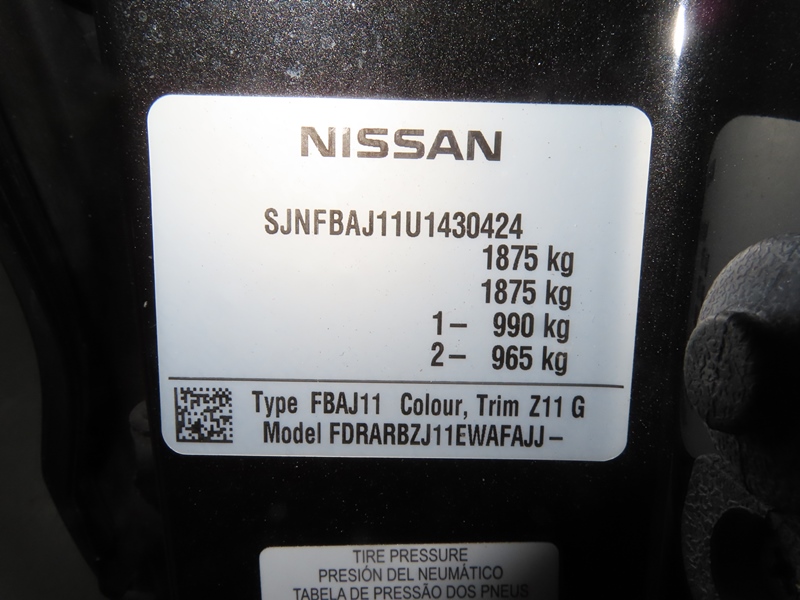 NISSAN
SJNFBAJ11U1430424
1875 kg
1875 kg
1– 990 kg
2– 965 kg
Type FBAJ11 Colour, Trim Z11 G
Model FDRARBZJ11EWAFAJJ–
TIRE PRESSURE
PRESIÓN DEL NEUMÁTICO
TABELA DE PRESSÃO DOS PNEUS